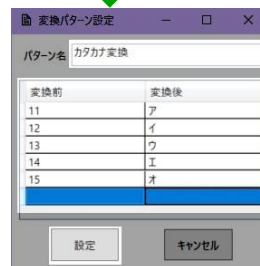 変換パターン設定
パターン名 カタカナ変換
変換前 変換後
11 ア
12 イ
13 ウ
14 エ
15 オ
設定 キャンセル